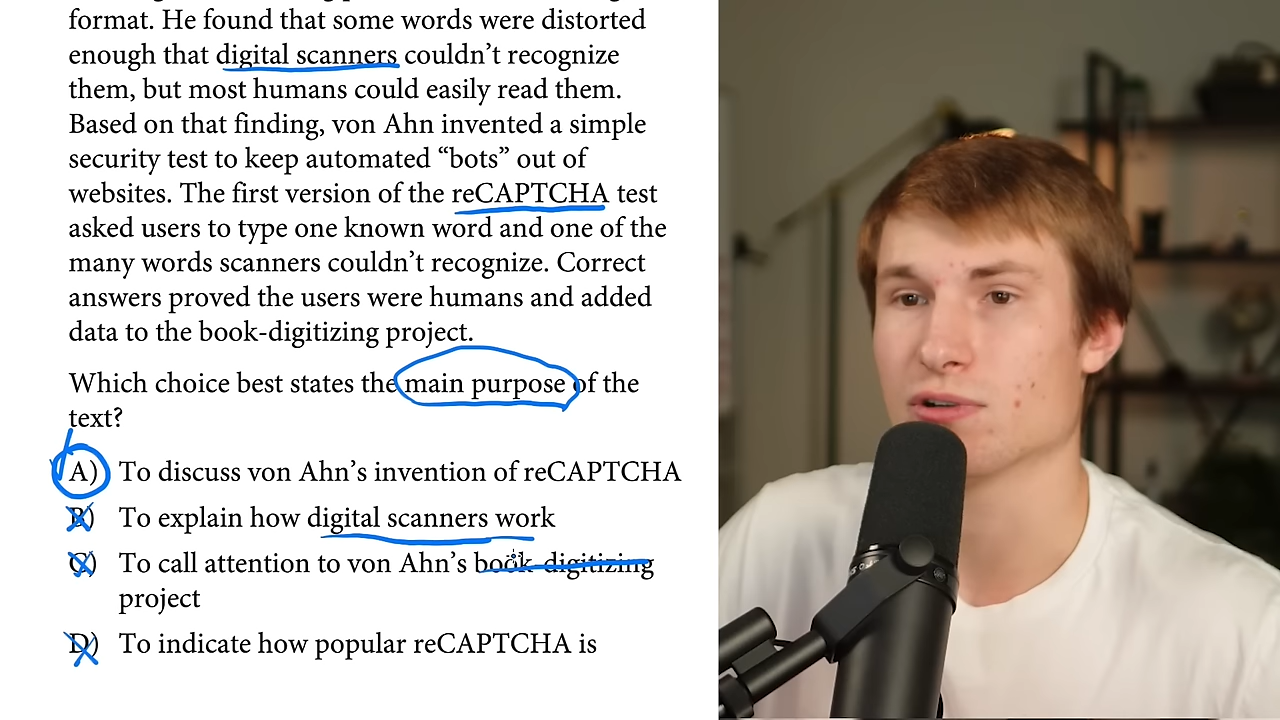 format. He found that some words were distorted
enough that digital scanners couldn’t recognize
them, but most humans could easily read them.
Based on that finding, von Ahn invented a simple
security test to keep automated “bots” out of
websites. The first version of the reCAPTCHA test
asked users to type one known word and one of the
many words scanners couldn’t recognize. Correct
answers proved the users were humans and added
data to the book-digitizing project.
Which choice best states the main purpose of the
text?
A) To discuss von Ahn’s invention of reCAPTCHA
B) To explain how digital scanners work
C) To call attention to von Ahn’s book-digitizing
project
D) To indicate how popular reCAPTCHA is